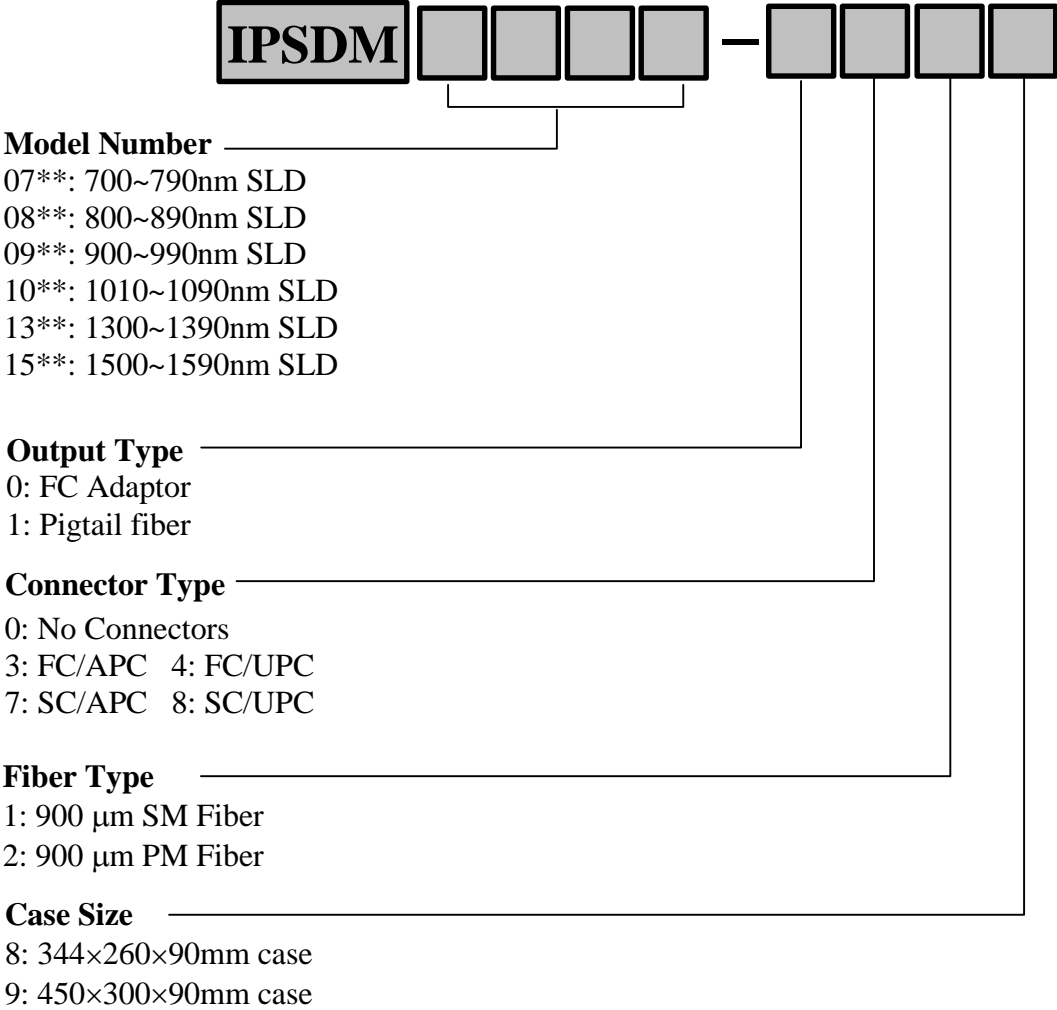 IPSDM –
Model Number
07**: 700~790nm SLD
08**: 800~890nm SLD
09**: 900~990nm SLD
10**: 1010~1090nm SLD
13**: 1300~1390nm SLD
15**: 1500~1590nm SLD
Output Type
0: FC Adaptor
1: Pigtail fiber
Connector Type
0: No Connectors
3: FC/APC 4: FC/UPC
7: SC/APC 8: SC/UPC
Fiber Type
1: 900 μm SM Fiber
2: 900 μm PM Fiber
Case Size
8: 344×260×90mm case
9: 450×300×90mm case